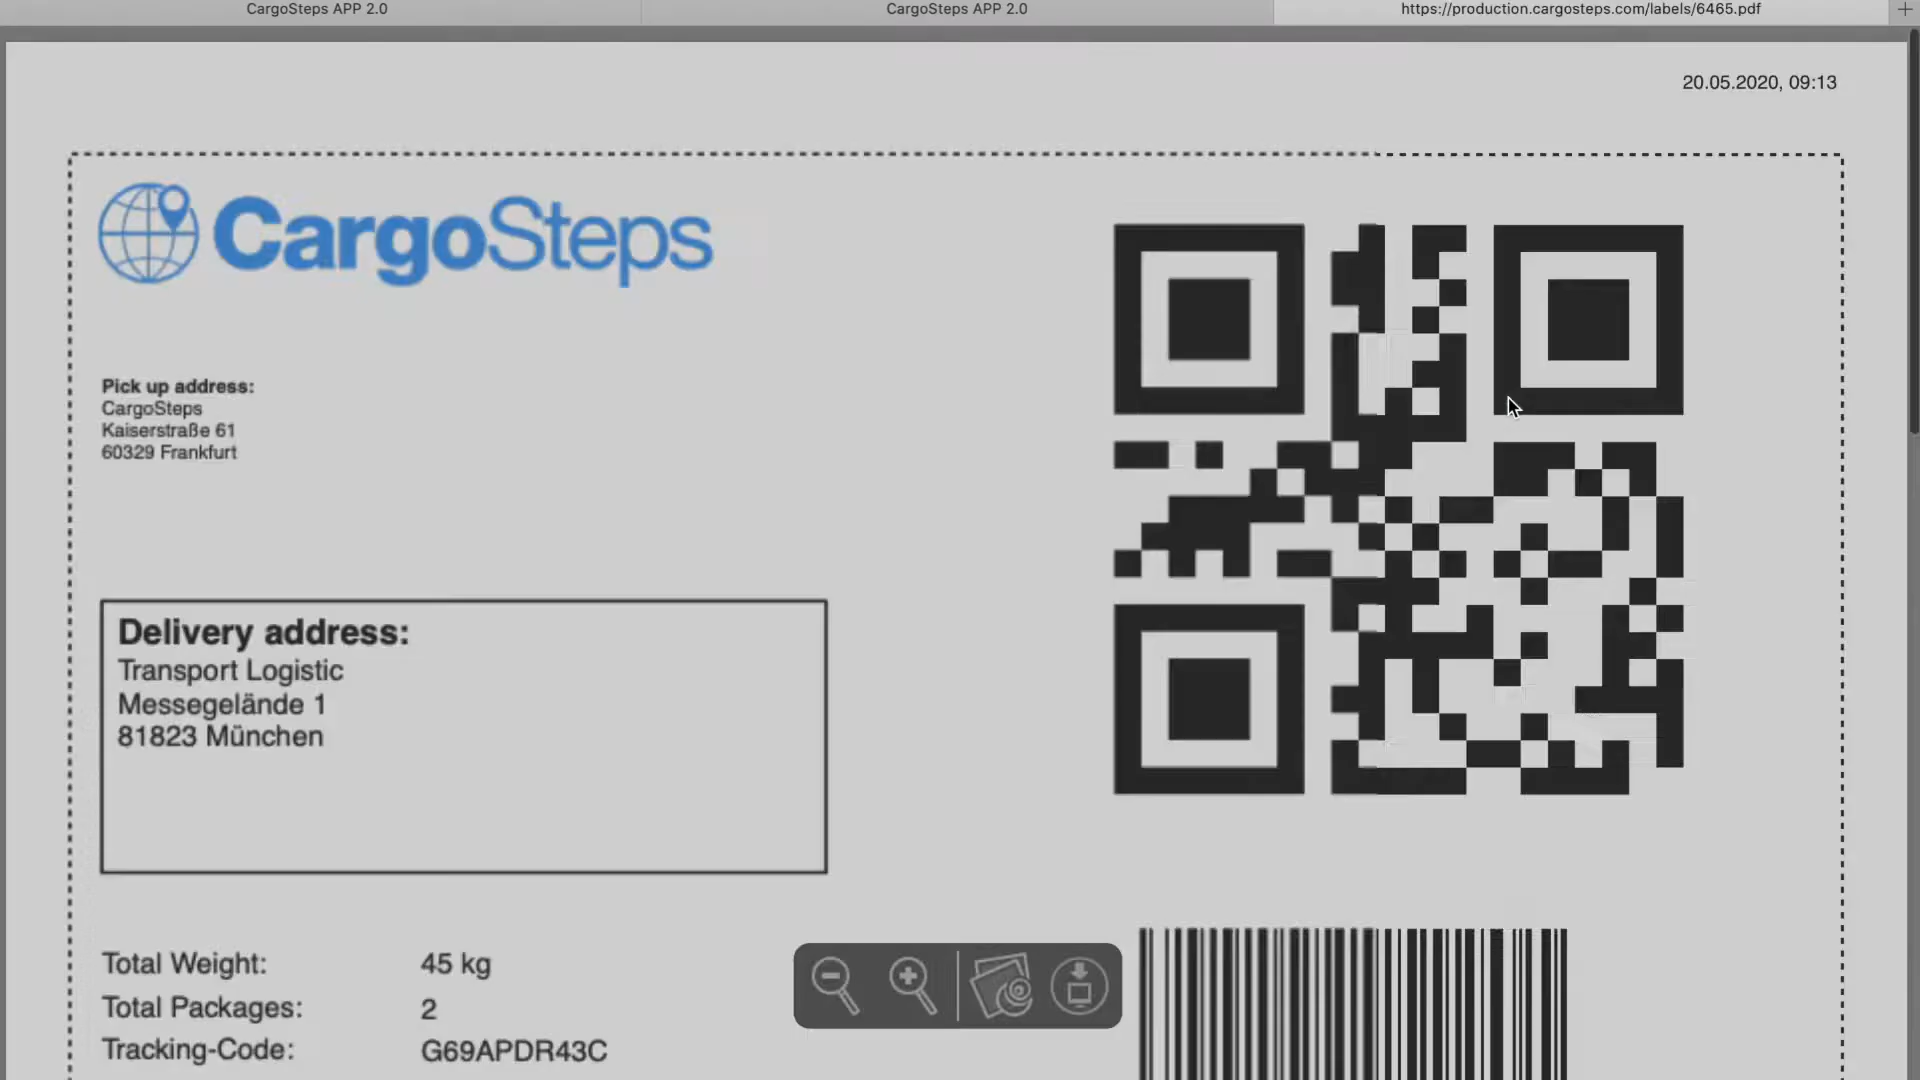 CargoSteps APP 2.0
CargoSteps APP 2.0
https://production.cargosteps.com/labels/6465.pdf
20.05.2020, 09:13
CargoSteps
Pick up address:
CargoSteps
Kaiserstraße 61
60329 Frankfurt
Delivery address:
Transport Logistic
Messegelände 1
81823 München
Total Weight: 45 kg
Total Packages: 2
Tracking-Code: G69APDR43C